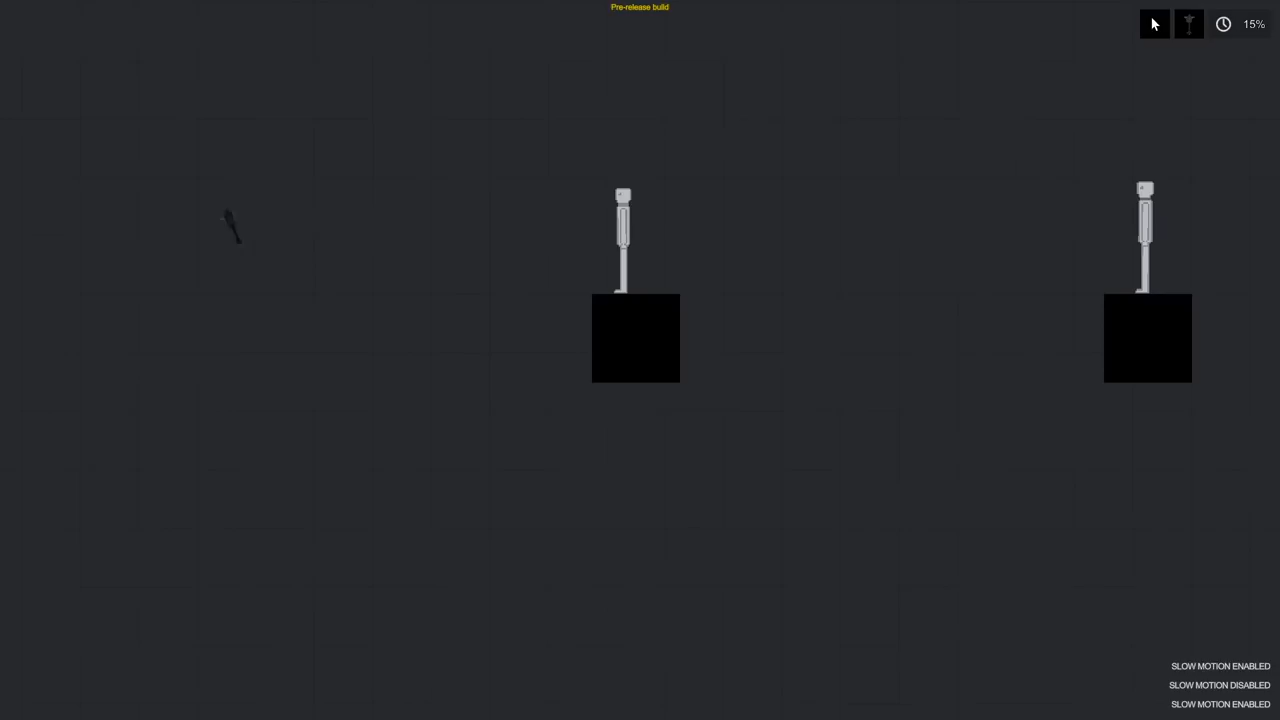 Pre-release build
15%
SLOW MOTION ENABLED
SLOW MOTION DISABLED
SLOW MOTION ENABLED